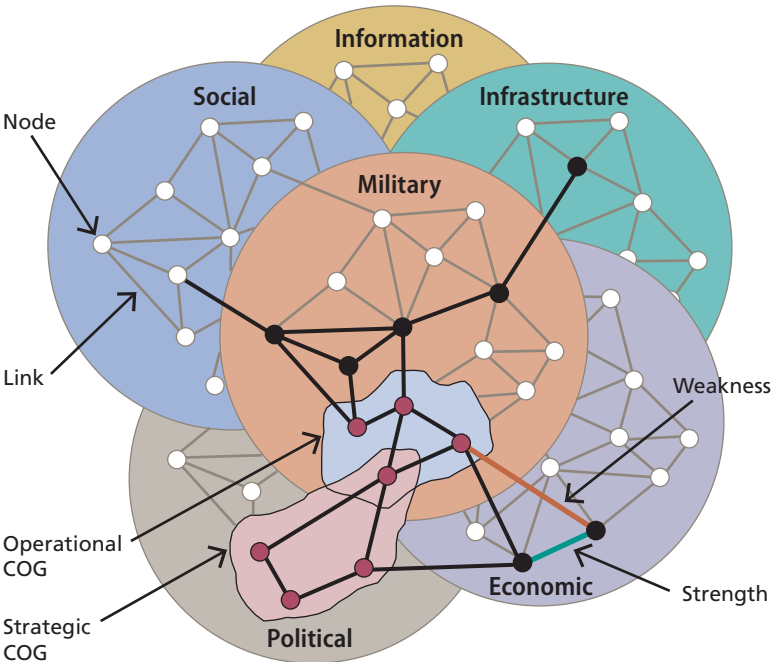 Information
Social
Infrastructure
Node
Military
Link
Weakness
Operational
COG
Economic
Strength
Strategic
COG
Political